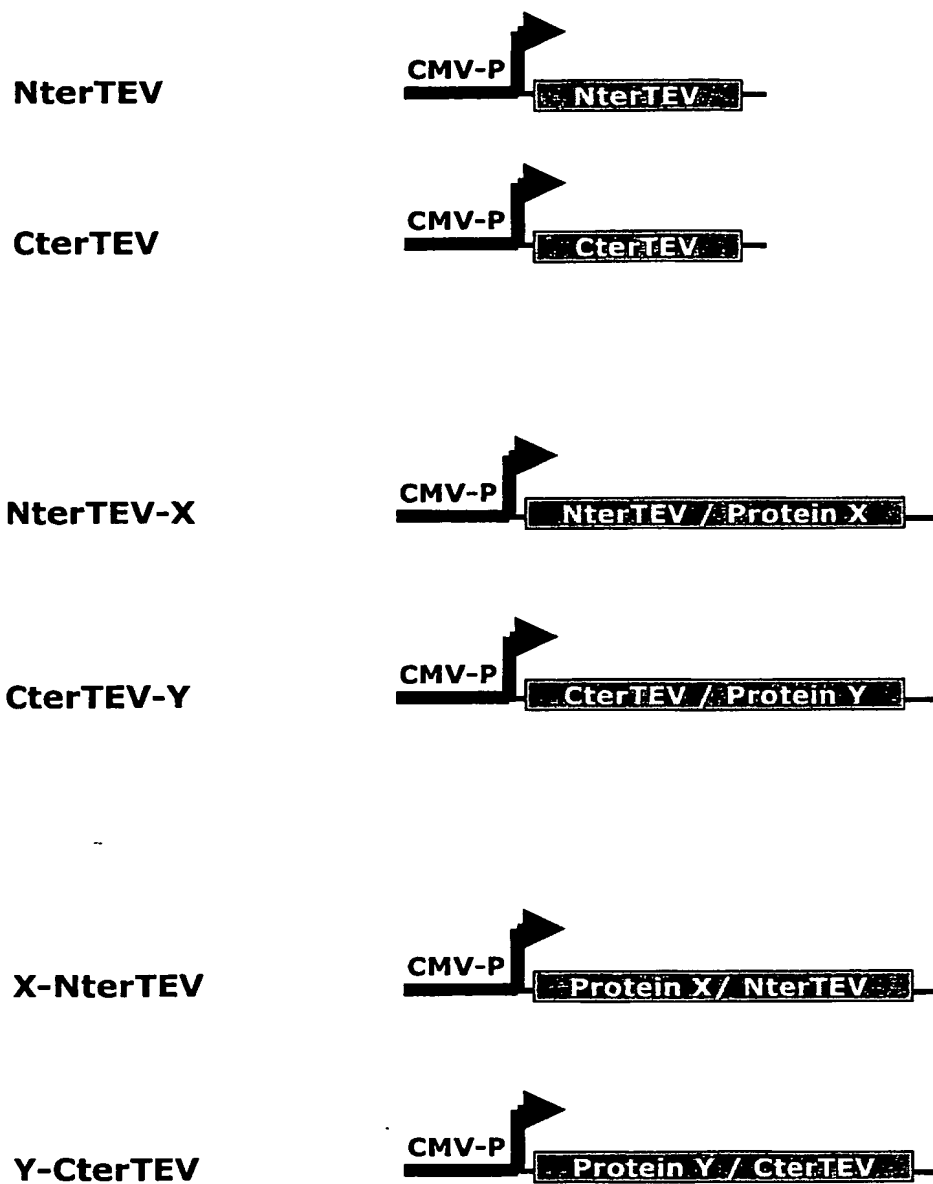 CMV-P
NterTEV NterTEV
CMV-P
CterTEV CterTEV
CMV-P
NterTEV-X NterTEV / Protein X
CMV-P
CterTEV-Y CterTEV / Protein Y
CMV-P
X-NterTEV Protein X/ NterTEV
CMV-P
Y-CterTEV Protein Y / CterTEV